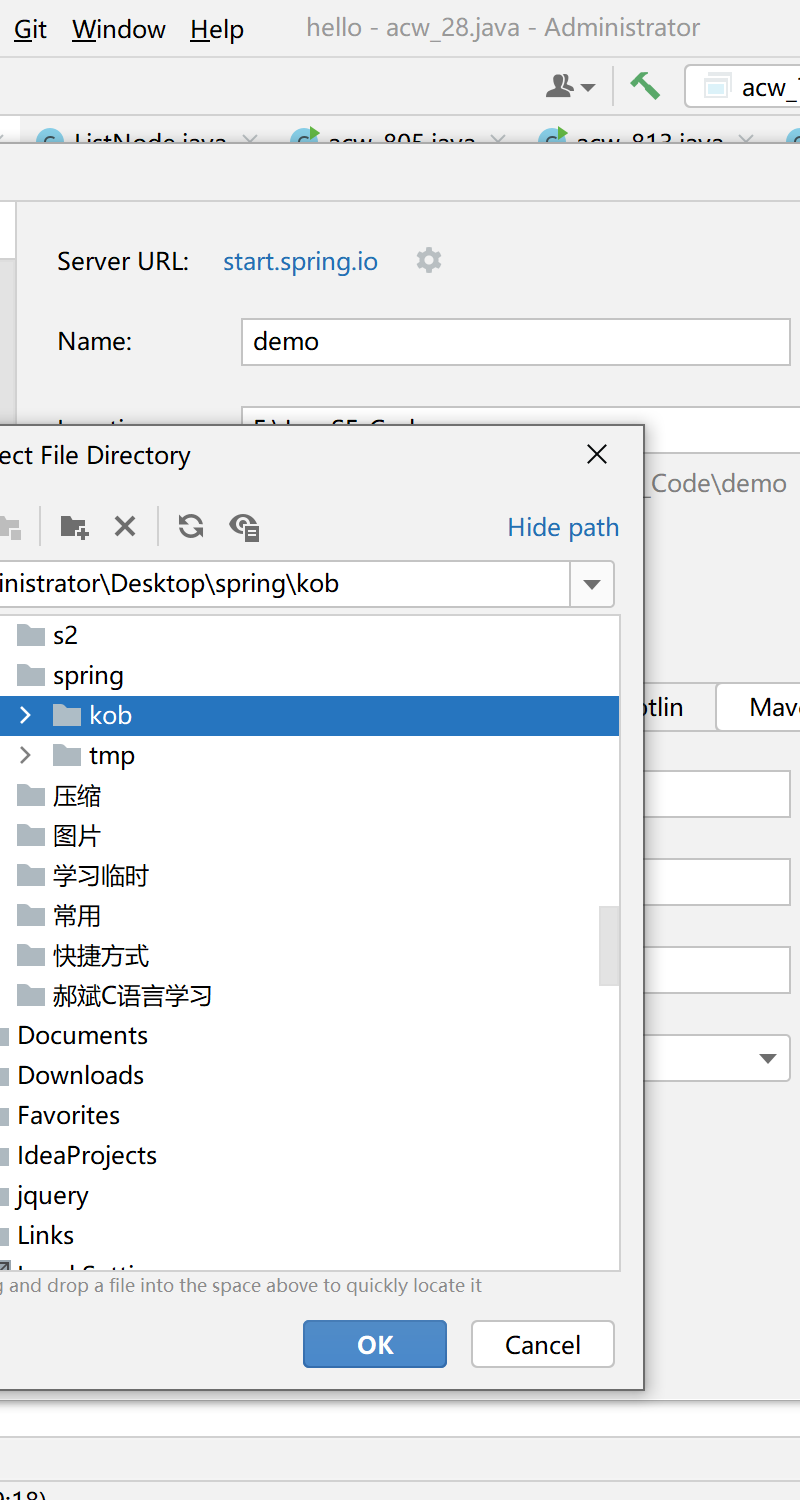 Git Window Help hello - acw_28.java - Administrator
acw_
ListNode.java acw_805.java acw_813.java
Server URL: start.spring.io
Name: demo
ect File Directory
_Code\demo
Hide path
inistrator\Desktop\spring\kob
s2
spring
kob
otlin Mav
tmp
压缩
图片
学习临时
常用
快捷方式
郝斌C语言学习
Documents
Downloads
Favorites
IdeaProjects
jquery
Links
g and drop a file into the space above to quickly locate it
OK Cancel